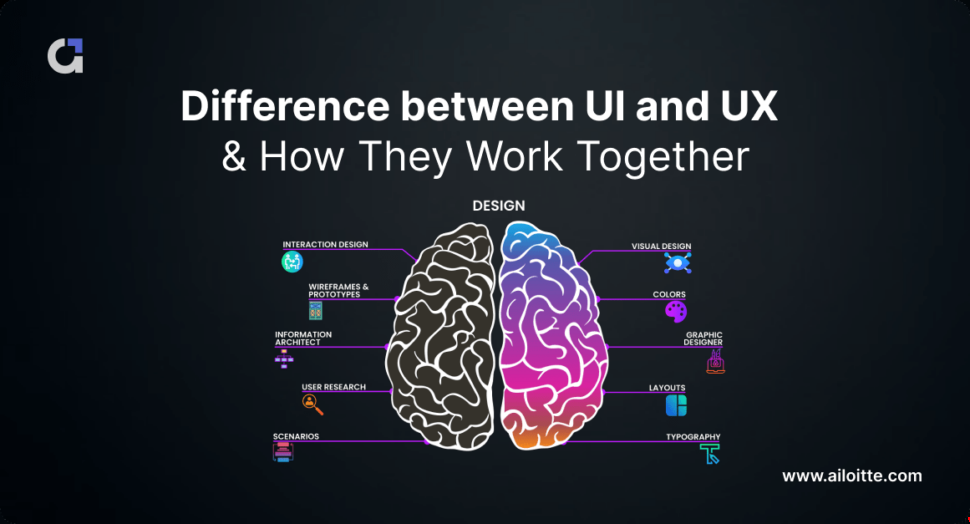 Difference between UI and UX
& How They Work Together
DESIGN
INTERACTION DESIGN
WIREFRAMES &
PROTOTYPES
INFORMATION
ARCHITECT
USER RESEARCH
SCENARIOS
VISUAL DESIGN
COLORS
GRAPHIC
DESIGNER
LAYOUTS
TYPOGRAPHY
www.ailoitte.com